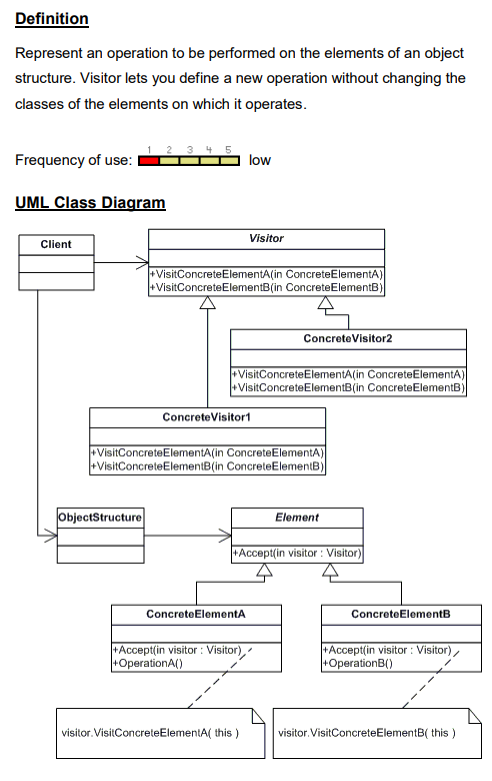 Definition
Represent an operation to be performed on the elements of an object
structure. Visitor lets you define a new operation without changing the
classes of the elements on which it operates.
1 2 3 4 5
Frequency of use: low
UML Class Diagram
Client
Visitor
+VisitConcreteElementA(in ConcreteElementA)
+VisitConcreteElementB(in ConcreteElementB)
ConcreteVisitor2
+VisitConcreteElementA(in ConcreteElementA)
+VisitConcreteElementB(in ConcreteElementB)
ConcreteVisitor1
+VisitConcreteElementA(in ConcreteElementA)
+VisitConcreteElementB(in ConcreteElementB)
ObjectStructure
Element
+Accept(in visitor : Visitor)
ConcreteElementA
+Accept(in visitor : Visitor)
+OperationA()
ConcreteElementB
+Accept(in visitor : Visitor)
+OperationB()
visitor.VisitConcreteElementA( this )
visitor.VisitConcreteElementB( this )